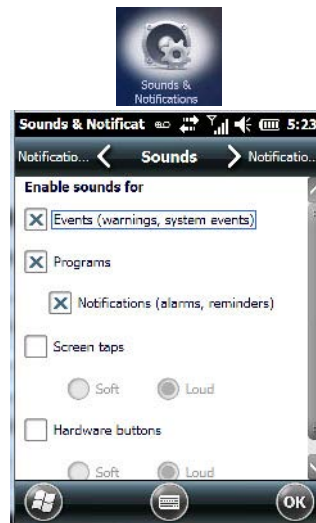 Sounds &
Notifications
Sounds & Notificat 5:23
Notificatio... Sounds Notificatio..
Enable sounds for
Events (warnings, system events)
Programs
Notifications (alarms, reminders)
Screen taps
Soft Loud
Hardware buttons
Soft Loud
OK